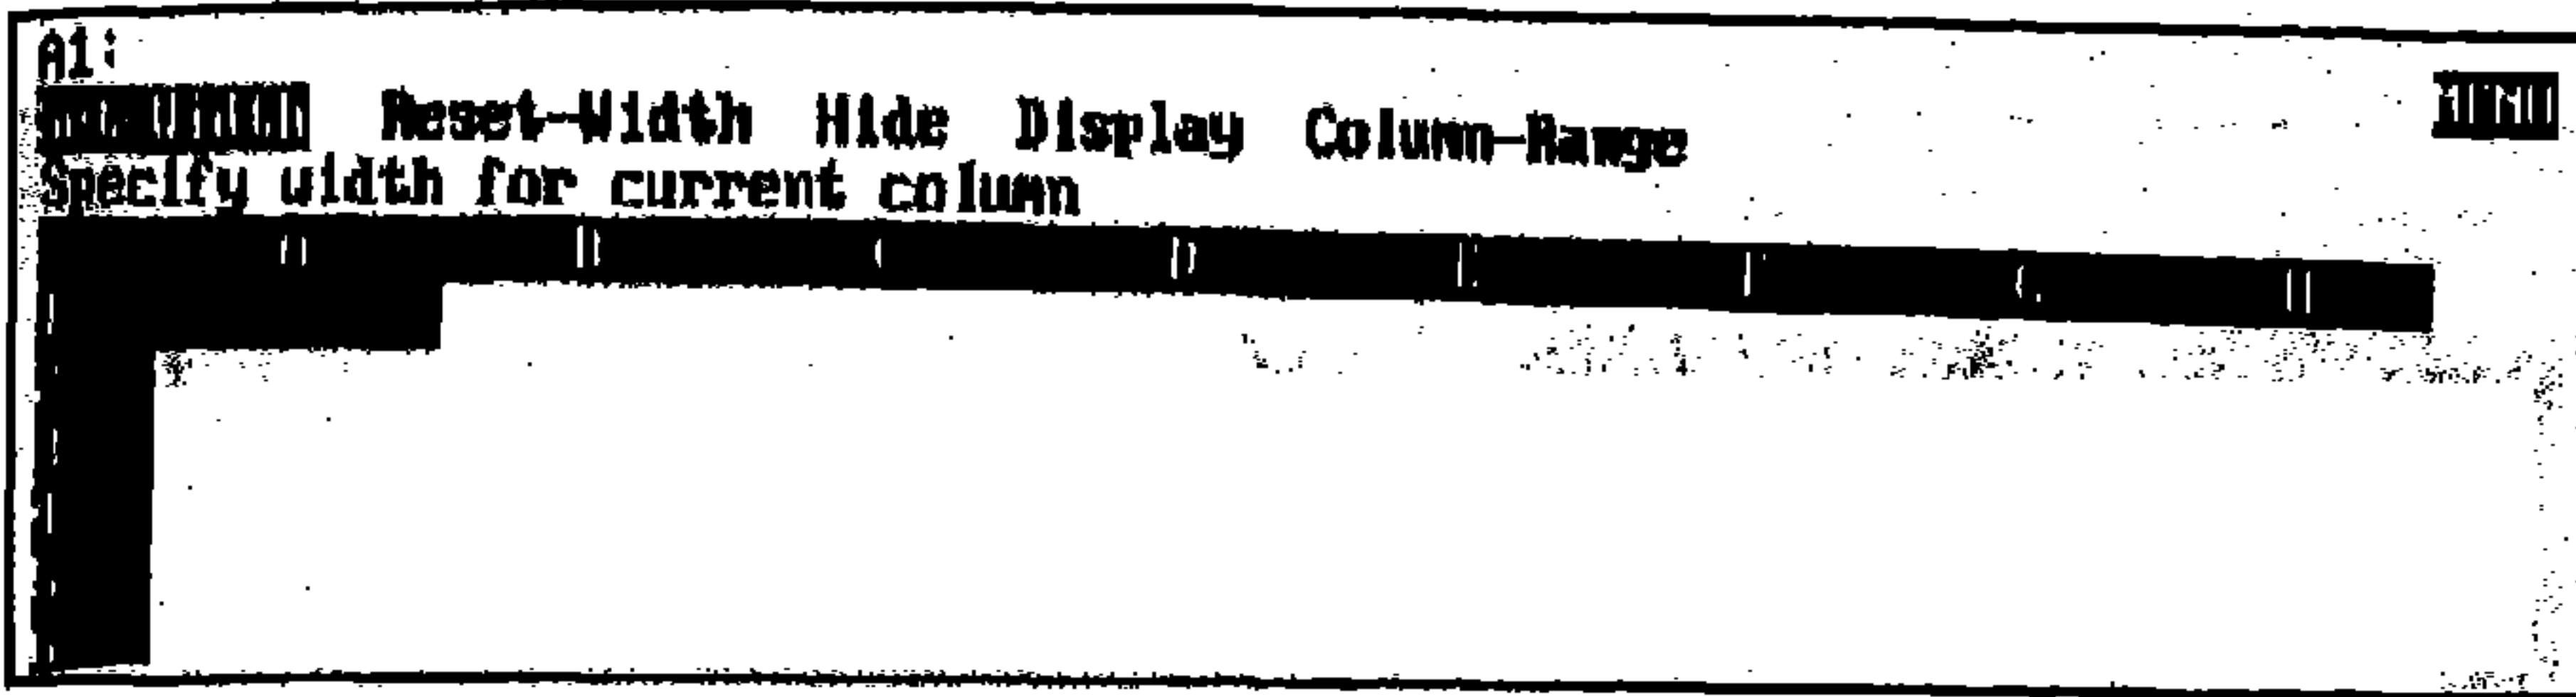 A1:
Reset-Width Hide Display Column-Range
Specify width for current column